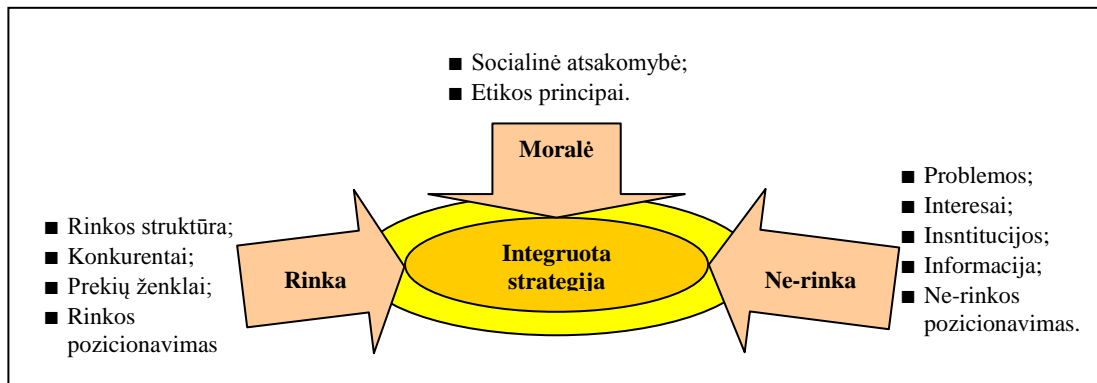 ■ Socialinė atsakomybė;
■ Etikos principai.
Moralė
■ Rinkos struktūra;
■ Konkurentai;
■ Prekių ženklai;
■ Rinkos
pozicionavimas
Rinka
Integruota
strategija
Ne-rinka
■ Problemos;
■ Interesai;
■ Insntitucijos;
■ Informacija;
■ Ne-rinkos
pozicionavimas.